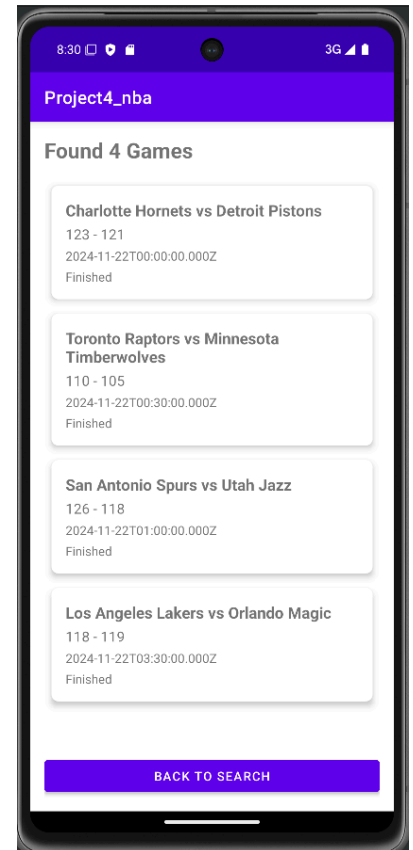 8:30
3G
Project4_nba
Found 4 Games
Charlotte Hornets vs Detroit Pistons
123 - 121
2024-11-22T00:00:00.000Z
Finished
Toronto Raptors vs Minnesota
Timberwolves
110 - 105
2024-11-22T00:30:00.000Z
Finished
San Antonio Spurs vs Utah Jazz
126 - 118
2024-11-22T01:00:00.000Z
Finished
Los Angeles Lakers vs Orlando Magic
118 - 119
2024-11-22T03:30:00.000Z
Finished
BACK TO SEARCH